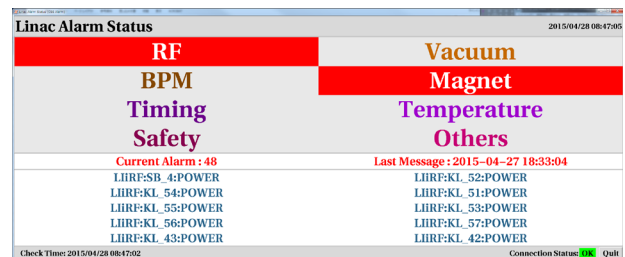 Linac Alarm Status 2015/04/28 08:47:05
RF Vacuum
BPM Magnet
Timing Temperature
Safety Others
Current Alarm : 48 Last Message : 2015-04-27 18:33:04
LIiRF:SB_4:POWER LIiRF:KL_52:POWER
LIiRF:KL_54:POWER LIiRF:KL_51:POWER
LIiRF:KL_55:POWER LIiRF:KL_53:POWER
LIiRF:KL_56:POWER LIiRF:KL_57:POWER
LIiRF:KL_43:POWER LIiRF:KL_42:POWER
Check Time: 2015/04/28 08:47:02 Connection Status: OK Quit